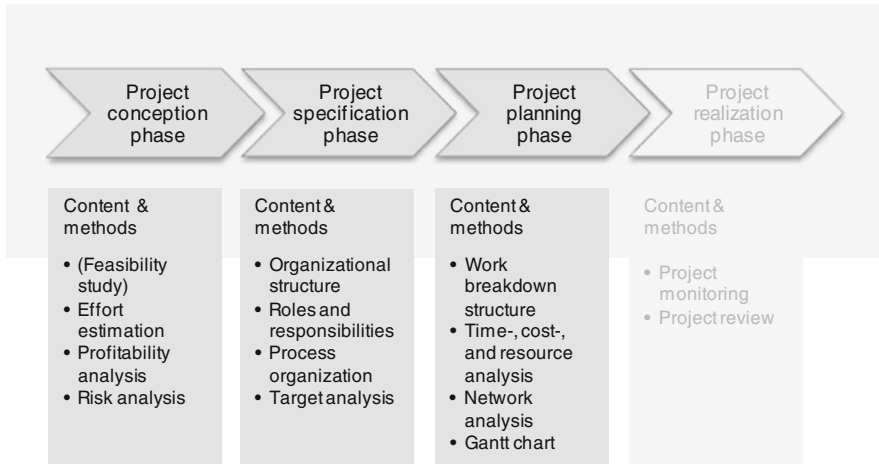 Project
conception
phase
Project
specification
phase
Project
planning
phase
Project
realization
phase
Content &
methods
• (Feasibility
study)
• Effort
estimation
• Profitability
analysis
• Risk analysis
Content &
methods
• Organizational
structure
• Roles and
responsibilities
• Process
organization
• Target analysis
Content &
methods
• Work
breakdown
structure
• Time-, cost-,
and resource
analysis
• Network
analysis
• Gantt chart
Content &
methods
• Project
monitoring
• Project review